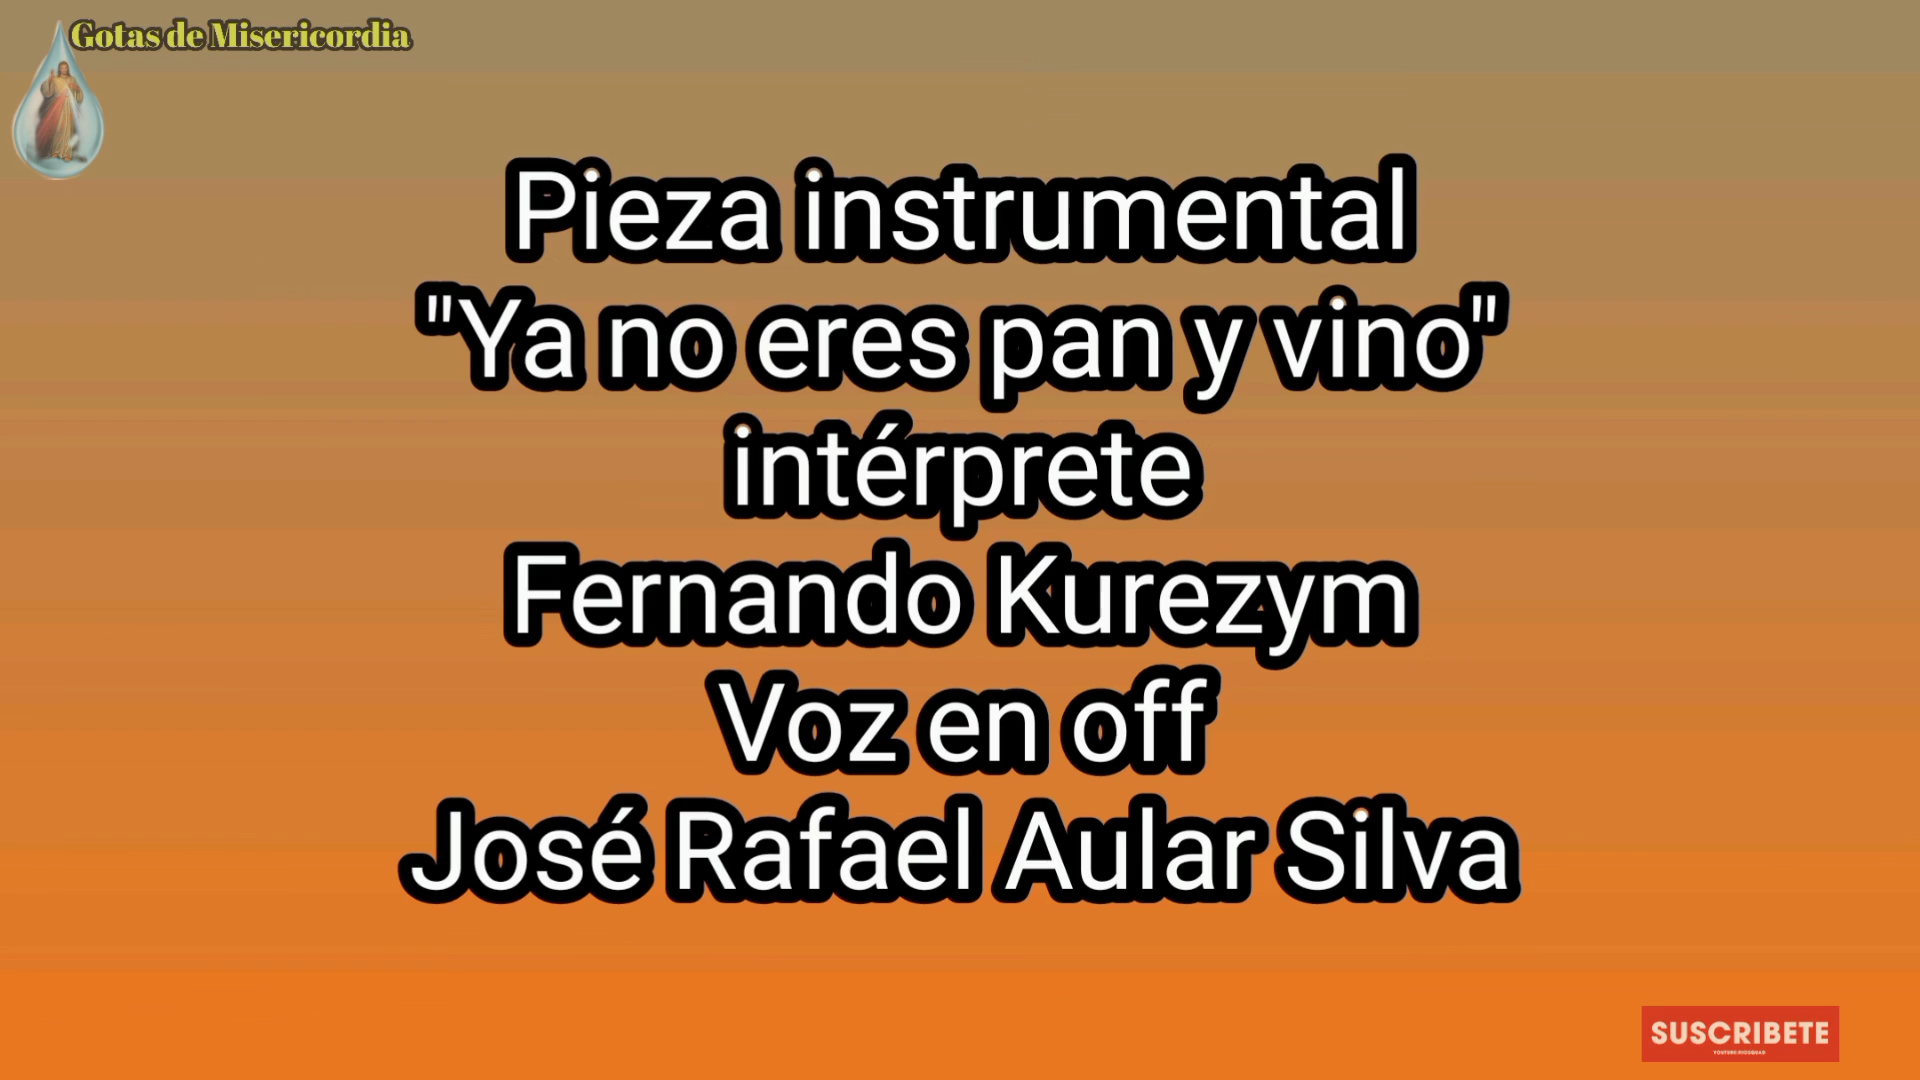 Gotas de Misericordia
Pieza instrumental
"Ya no eres pan y vino"
intérprete
Fernando Kurezym
Voz en off
José Rafael Aular Silva
SUSCRIBETE